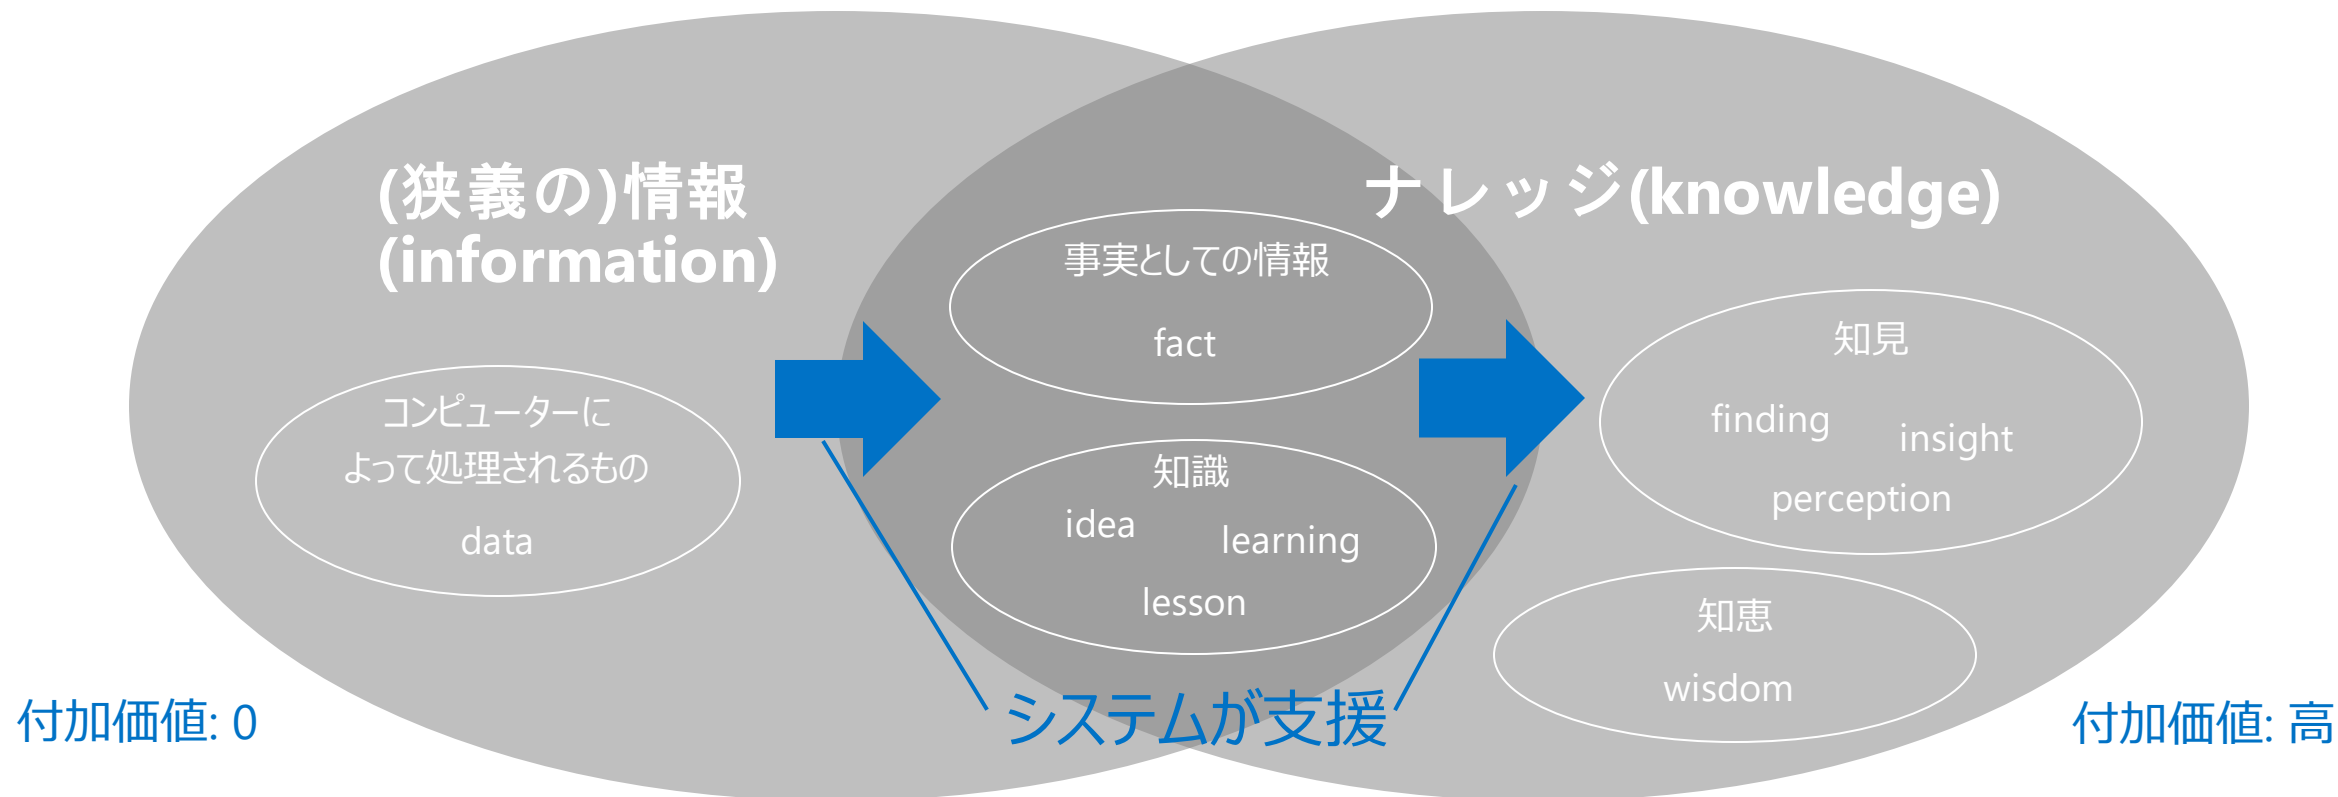 (狭義の)情報
(information)
コンピューターに
よって処理されるもの
data
事実としての情報
fact
知識
idea
learning
lesson
ナレッジ(knowledge)
知見
finding
insight
perception
知恵
wisdom
付加価値: 0
システムが支援
付加価値: 高